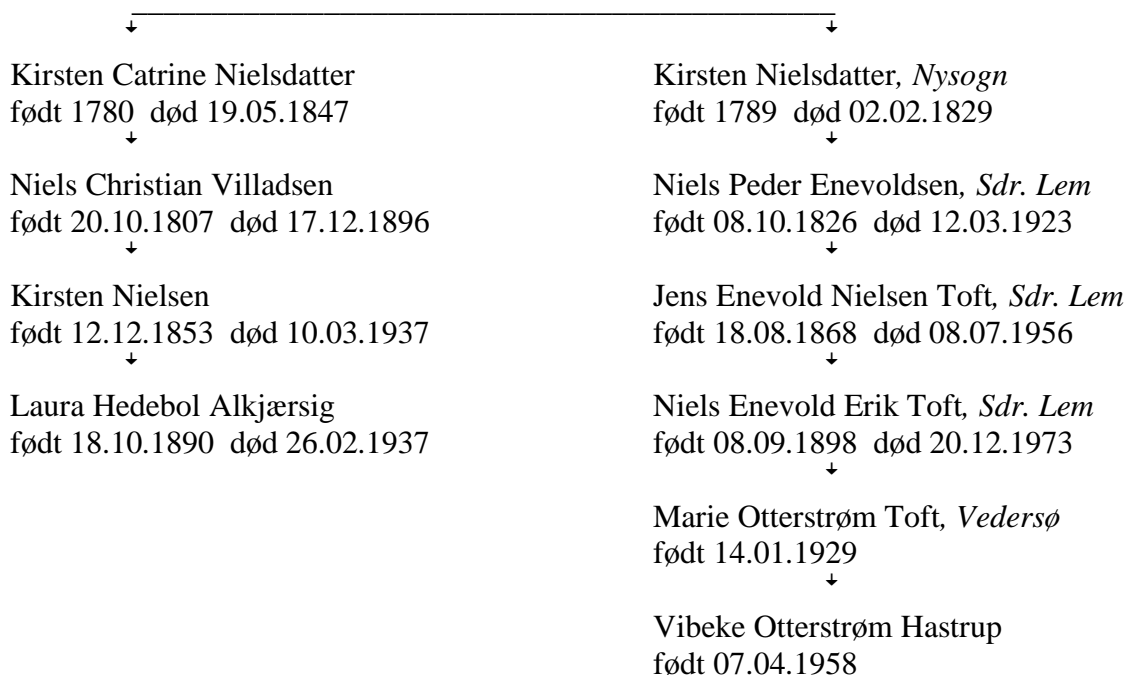 Kirsten Catrine Nielsdatter
født 1780 død 19.05.1847
Niels Christian Villadsen
født 20.10.1807 død 17.12.1896
Kirsten Nielsen
født 12.12.1853 død 10.03.1937
Laura Hedebol Alkjærsig
født 18.10.1890 død 26.02.1937
Kirsten Nielsdatter, Nysogn
født 1789 død 02.02.1829
Niels Peder Enevoldsen, Sdr. Lem
født 08.10.1826 død 12.03.1923
Jens Enevold Nielsen Toft, Sdr. Lem
født 18.08.1868 død 08.07.1956
Niels Enevold Erik Toft, Sdr. Lem
født 08.09.1898 død 20.12.1973
Marie Otterstrøm Toft, Vedersø
født 14.01.1929
Vibeke Otterstrøm Hastrup
født 07.04.1958